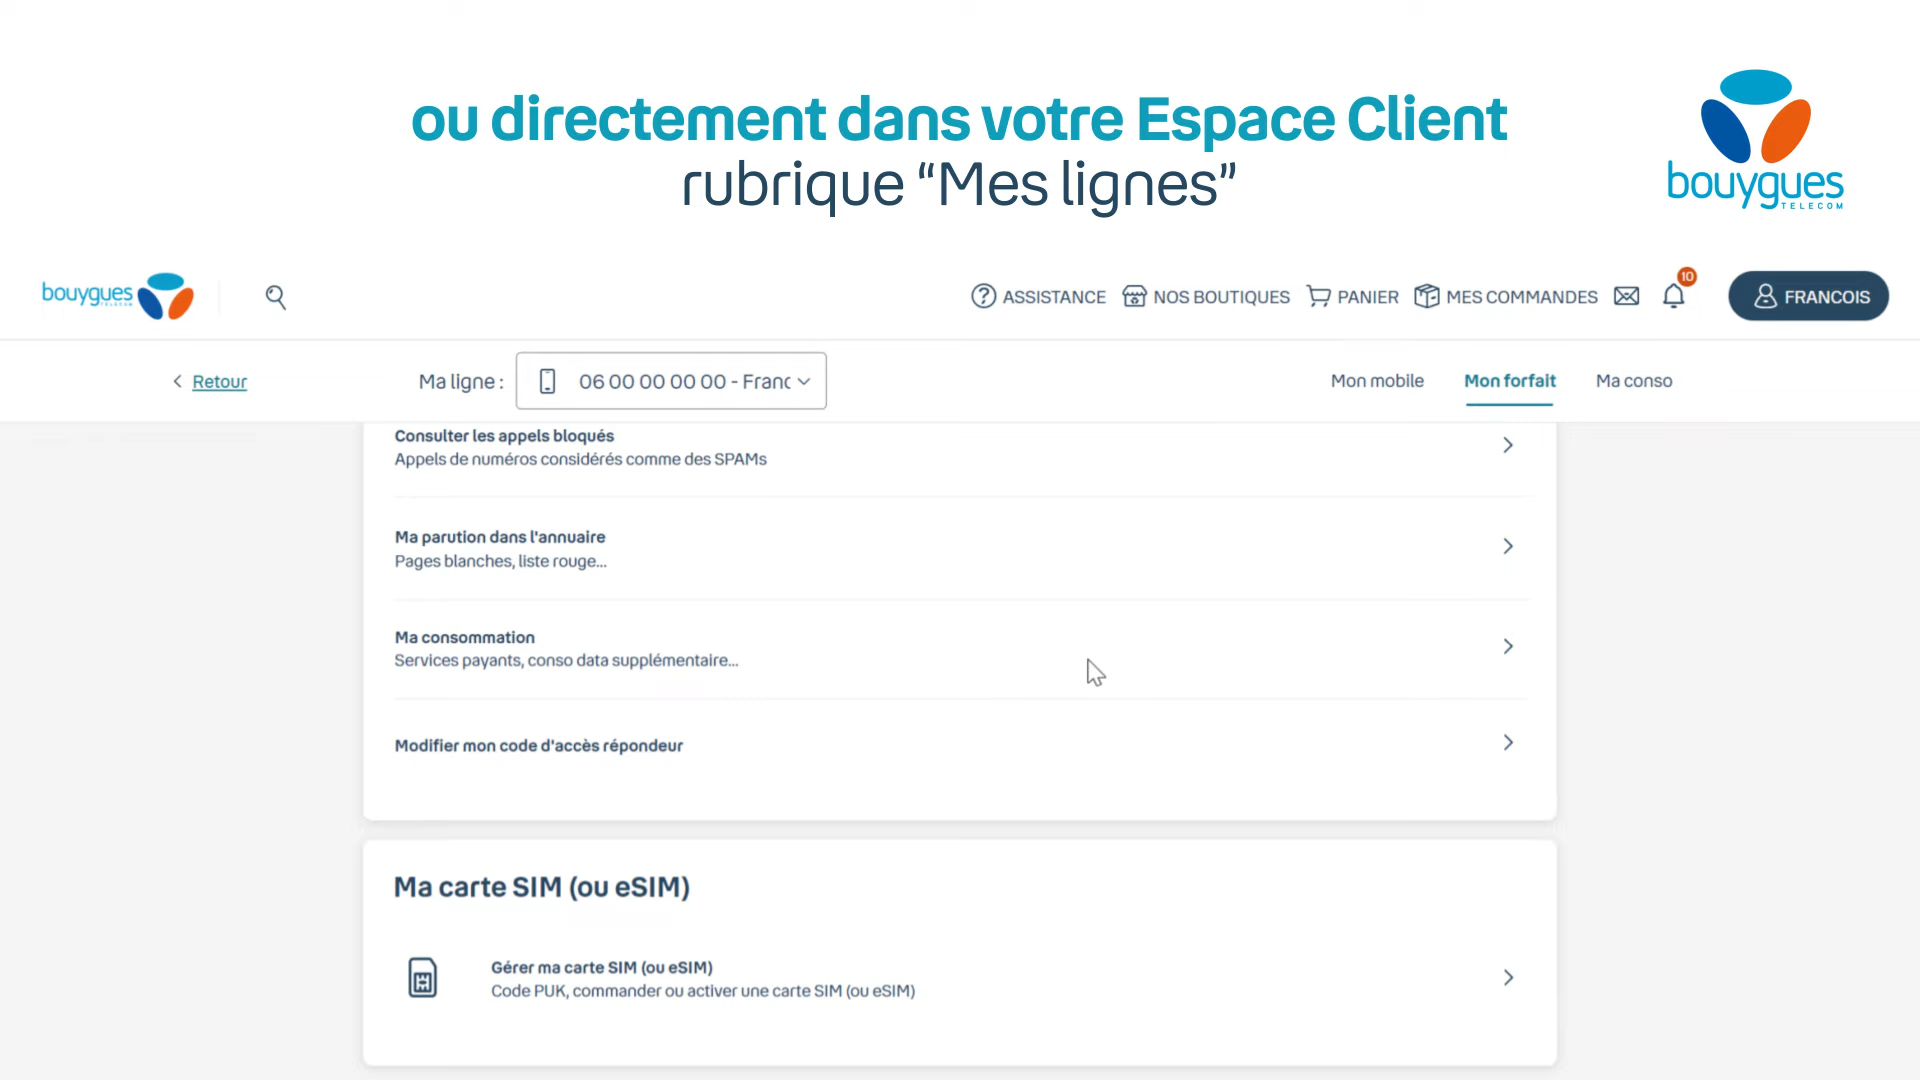 ou directement dans votre Espace Client
rubrique “Mes lignes”
bouygues
TELECOM
bouygues
TELECOM
ASSISTANCE
NOS BOUTIQUES
PANIER
MES COMMANDES
10
FRANCOIS
Retour
Ma ligne :
06 00 00 00 00 - Franc
Mon mobile
Mon forfait
Ma conso
Consulter les appels bloqués
Appels de numéros considérés comme des SPAMs
Ma parution dans l'annuaire
Pages blanches, liste rouge...
Ma consommation
Services payants, conso data supplémentaire...
Modifier mon code d'accès répondeur
Ma carte SIM (ou eSIM)
Gérer ma carte SIM (ou eSIM)
Code PUK, commander ou activer une carte SIM (ou eSIM)